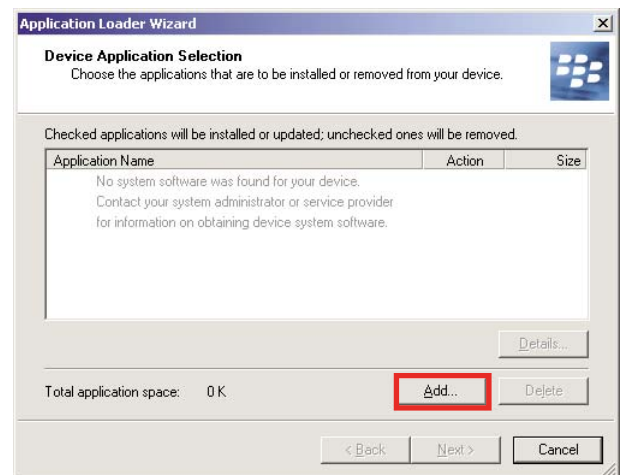 Application Loader Wizard
Device Application Selection
Choose the applications that are to be installed or removed from your device.
Checked applications will be installed or updated; unchecked ones will be removed.
Application Name Action Size
No system software was found for your device.
Contact your system administrator or service provider
for information on obtaining device system software.
Details...
Total application space: 0 K Add... Delete
< Back Next > Cancel